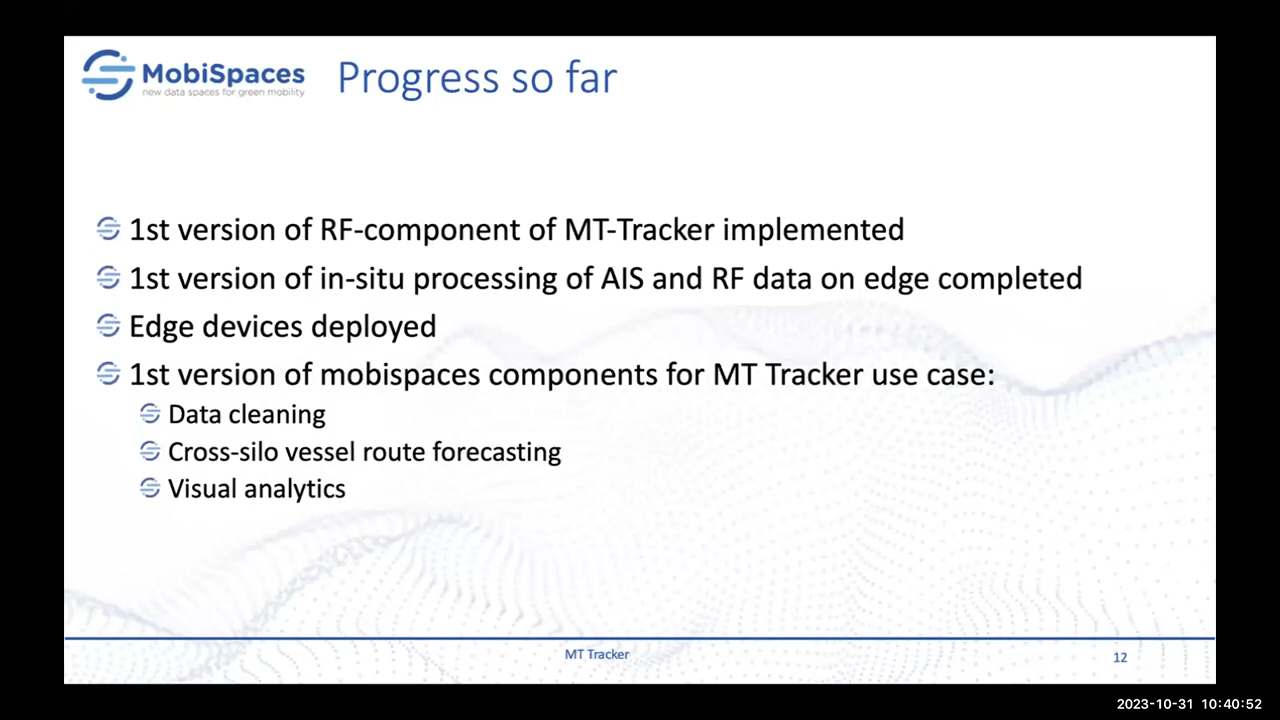 MobiSpaces
new data spaces for green mobility
Progress so far
1st version of RF-component of MT-Tracker implemented
1st version of in-situ processing of AIS and RF data on edge completed
Edge devices deployed
1st version of mobispaces components for MT Tracker use case:
Data cleaning
Cross-silo vessel route forecasting
Visual analytics
MT Tracker
12
2023-10-31 10:40:52